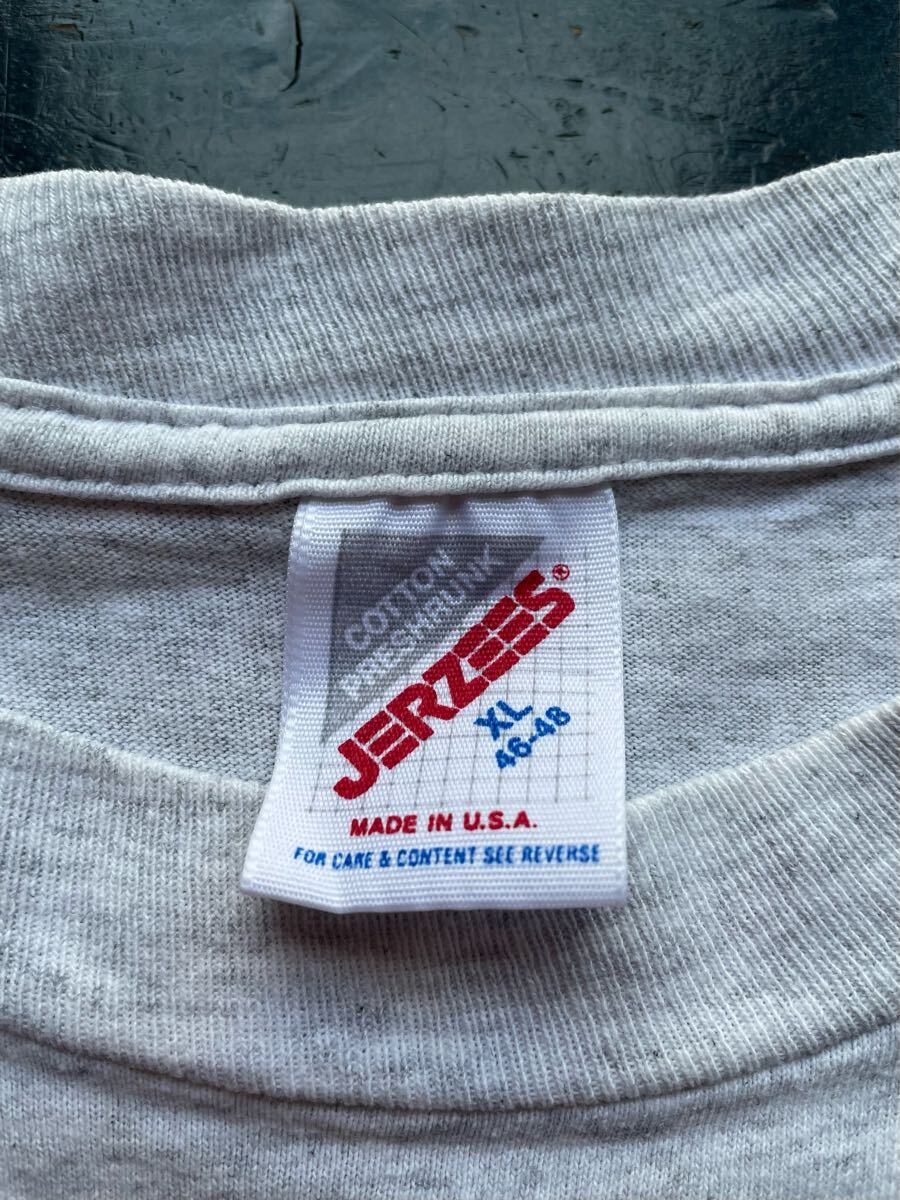 COTTON
PRESHRUNK
JERZEES®
XL
46-48
MADE IN U.S.A.
FOR CARE & CONTENT SEE REVERSE